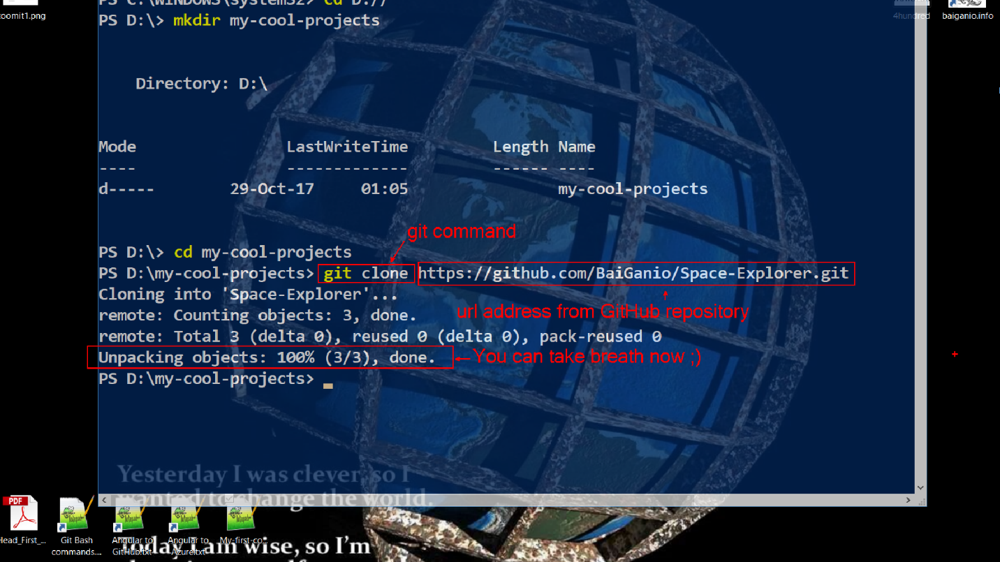 oomit1.png
4hundred
baiganio.info
PS C:\WINDOWS\system32> cd D://
PS D:\> mkdir my-cool-projects
Directory: D:\
Mode LastWriteTime Length Name
---- ------------- ------ ----
d----- 29-Oct-17 01:05 my-cool-projects
git command
PS D:\> cd my-cool-projects
PS D:\my-cool-projects> git clone https://github.com/BaiGanio/Space-Explorer.git
Cloning into 'Space-Explorer'...
url address from GitHub repository
remote: Counting objects: 3, done.
remote: Total 3 (delta 0), reused 0 (delta 0), pack-reused 0
Unpacking objects: 100% (3/3), done.
You can take breath now ;)
PS D:\my-cool-projects>
Yesterday I was clever, so I
wanted to change the world.
PDF
Head_First_...
Git Bash
commands....
Angular to
GitHub.txt
Angular to
Azure.txt
My-first-co...
Today I am wise, so I'm